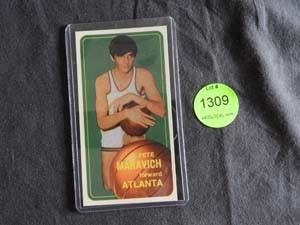 PETE
MARAVICH
forward
ATLANTA
Lot #
1309